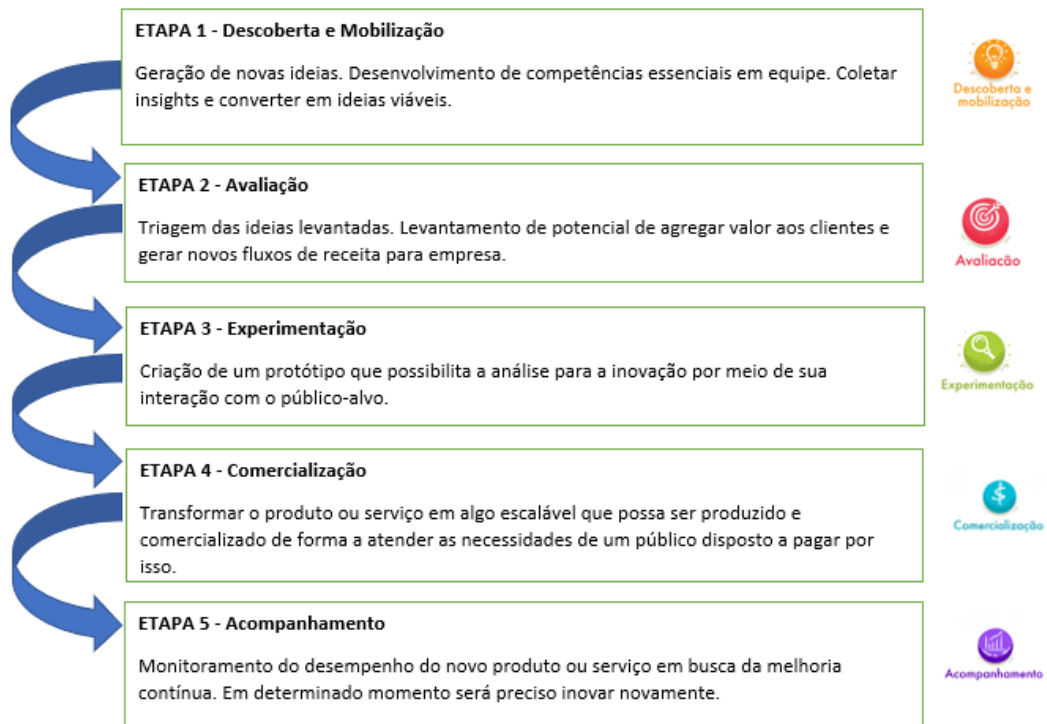 ETAPA 1 - Descoberta e Mobilização
Geração de novas ideias. Desenvolvimento de competências essenciais em equipe. Coletar
insights e converter em ideias viáveis.
Descoberta e
mobilização
ETAPA 2 - Avaliação
Triagem das ideias levantadas. Levantamento de potencial de agregar valor aos clientes e
gerar novos fluxos de receita para empresa.
Avaliação
ETAPA 3 - Experimentação
Criação de um protótipo que possibilita a análise para a inovação por meio de sua
interação com o público-alvo.
Experimentação
ETAPA 4 - Comercialização
Transformar o produto ou serviço em algo escalável que possa ser produzido e
comercializado de forma a atender as necessidades de um público disposto a pagar por
isso.
Comercialização
ETAPA 5 - Acompanhamento
Monitoramento do desempenho do novo produto ou serviço em busca da melhoria
contínua. Em determinado momento será preciso inovar novamente.
Acompanhamento